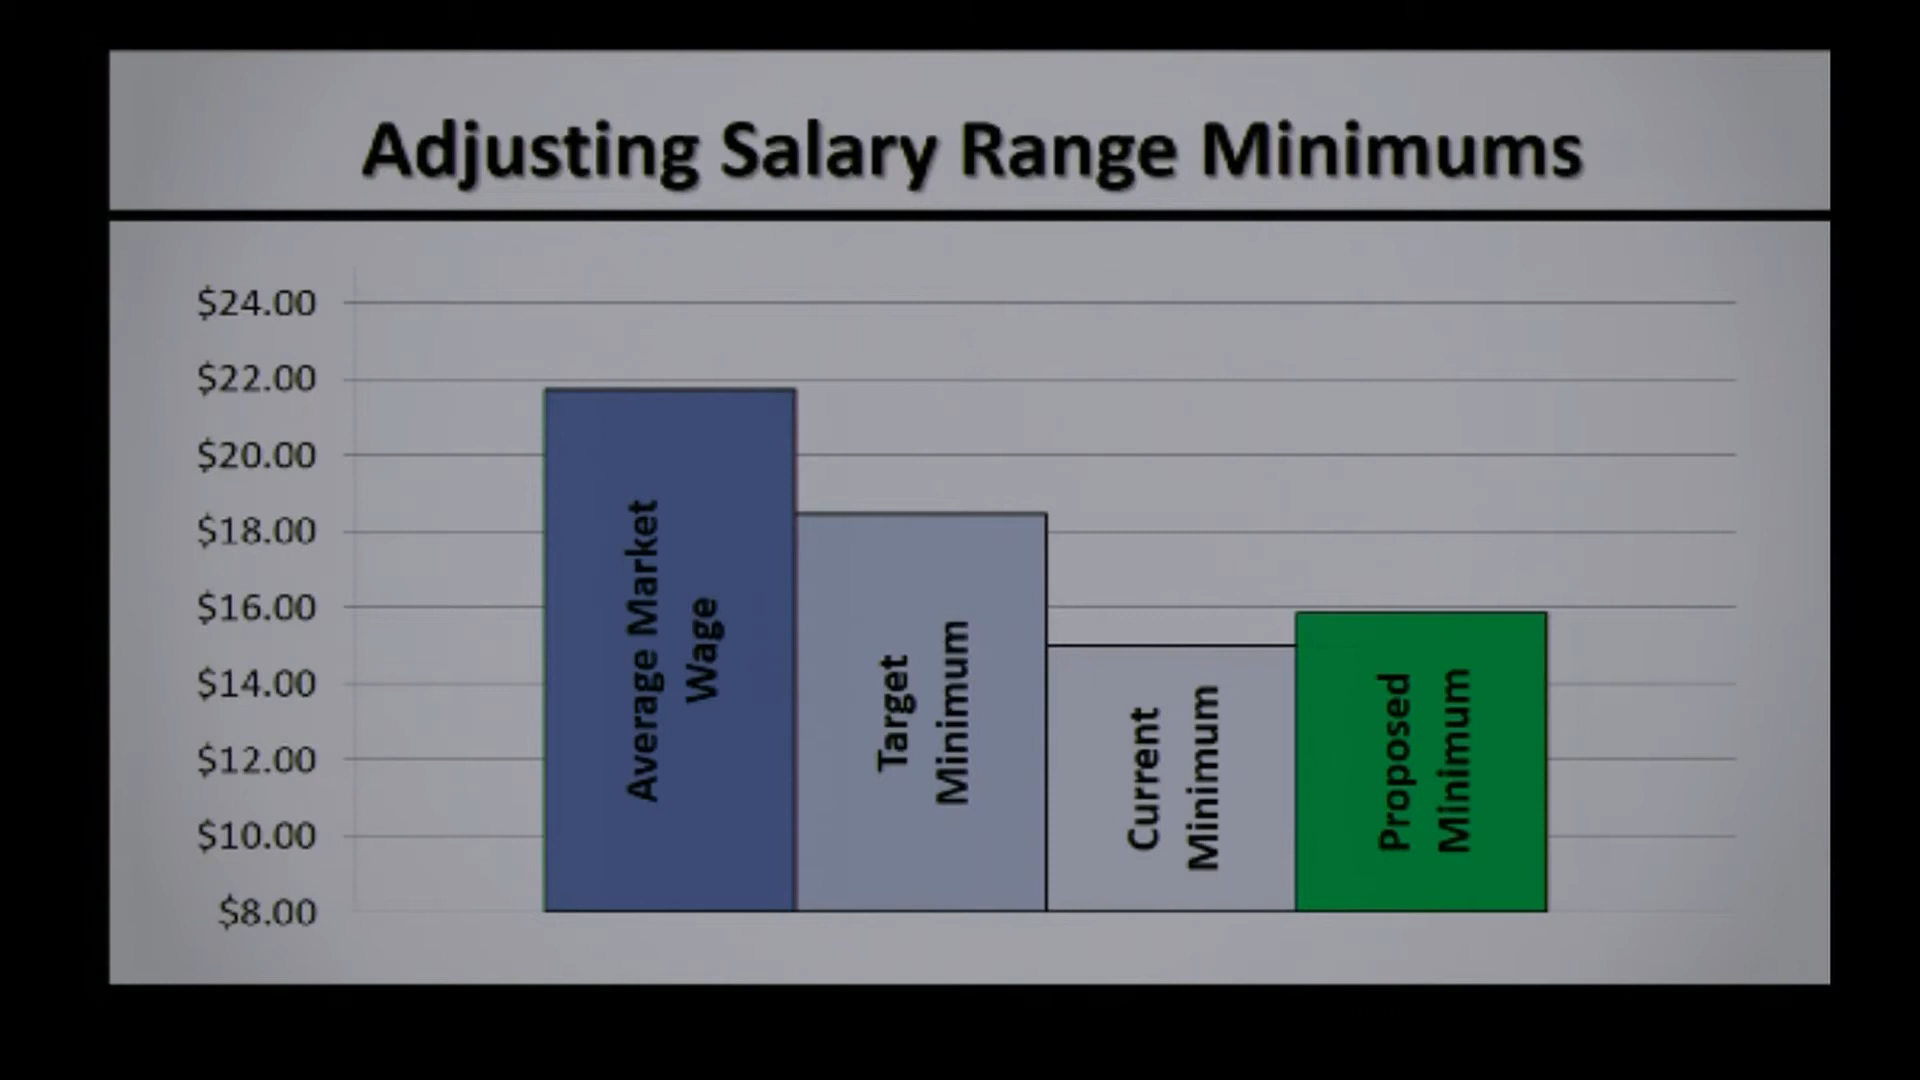 Adjusting Salary Range Minimums
$24.00
$22.00
$20.00
$18.00
$16.00
$14.00
$12.00
$10.00
$8.00
Average Market
Wage
Target
Minimum
Current
Minimum
Proposed
Minimum